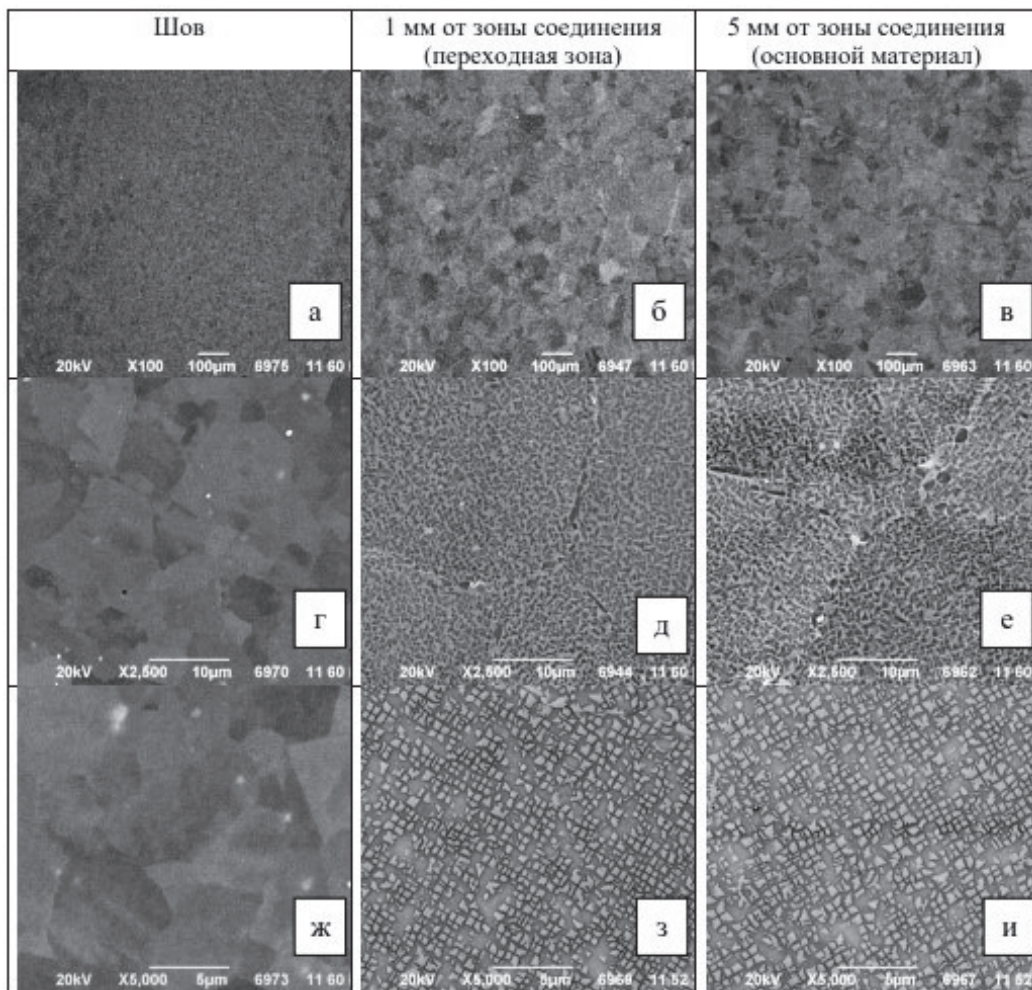 Шов
1 мм от зоны соединения
(переходная зона)
5 мм от зоны соединения
(основной материал)
а
20kV X100 100µm 6975 11 60
б
20kV X100 100µm 6947 11 60
в
20kV X100 100µm 6963 11 60
г
20kV X2,500 10µm 6970 11 60
д
20kV X2,500 10µm 6944 11 60
е
20kV X2,500 10µm 6962 11 60
ж
20kV X5,000 5µm 6973 11 60
з
20kV X5,000 5µm 6968 11 52
и
20kV X5,000 5µm 6967 11 52